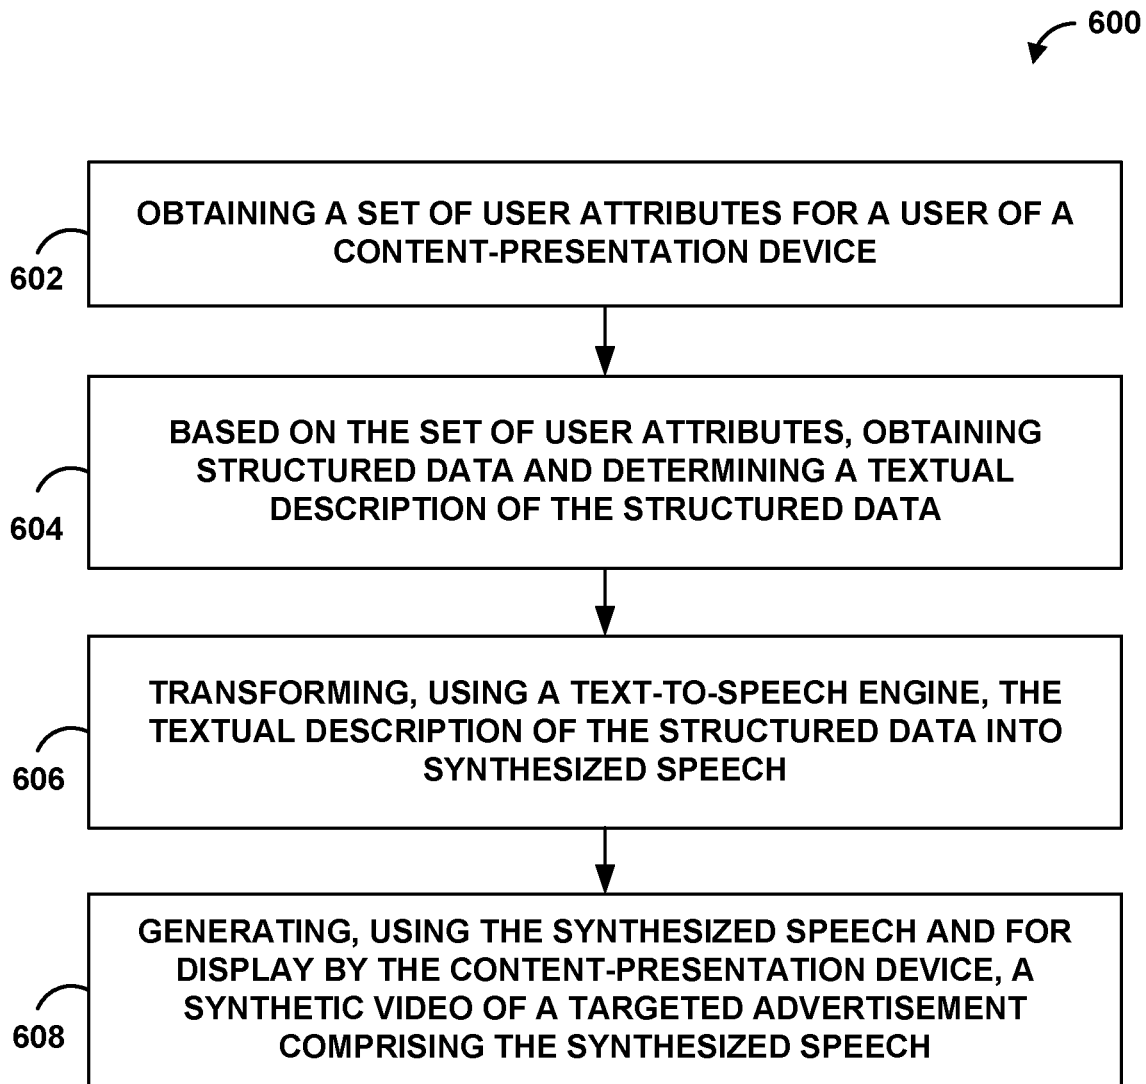 600
OBTAINING A SET OF USER ATTRIBUTES FOR A USER OF A
CONTENT-PRESENTATION DEVICE
602
BASED ON THE SET OF USER ATTRIBUTES, OBTAINING
STRUCTURED DATA AND DETERMINING A TEXTUAL
DESCRIPTION OF THE STRUCTURED DATA
604
TRANSFORMING, USING A TEXT-TO-SPEECH ENGINE, THE
TEXTUAL DESCRIPTION OF THE STRUCTURED DATA INTO
SYNTHESIZED SPEECH
606
GENERATING, USING THE SYNTHESIZED SPEECH AND FOR
DISPLAY BY THE CONTENT-PRESENTATION DEVICE, A
SYNTHETIC VIDEO OF A TARGETED ADVERTISEMENT
COMPRISING THE SYNTHESIZED SPEECH
608